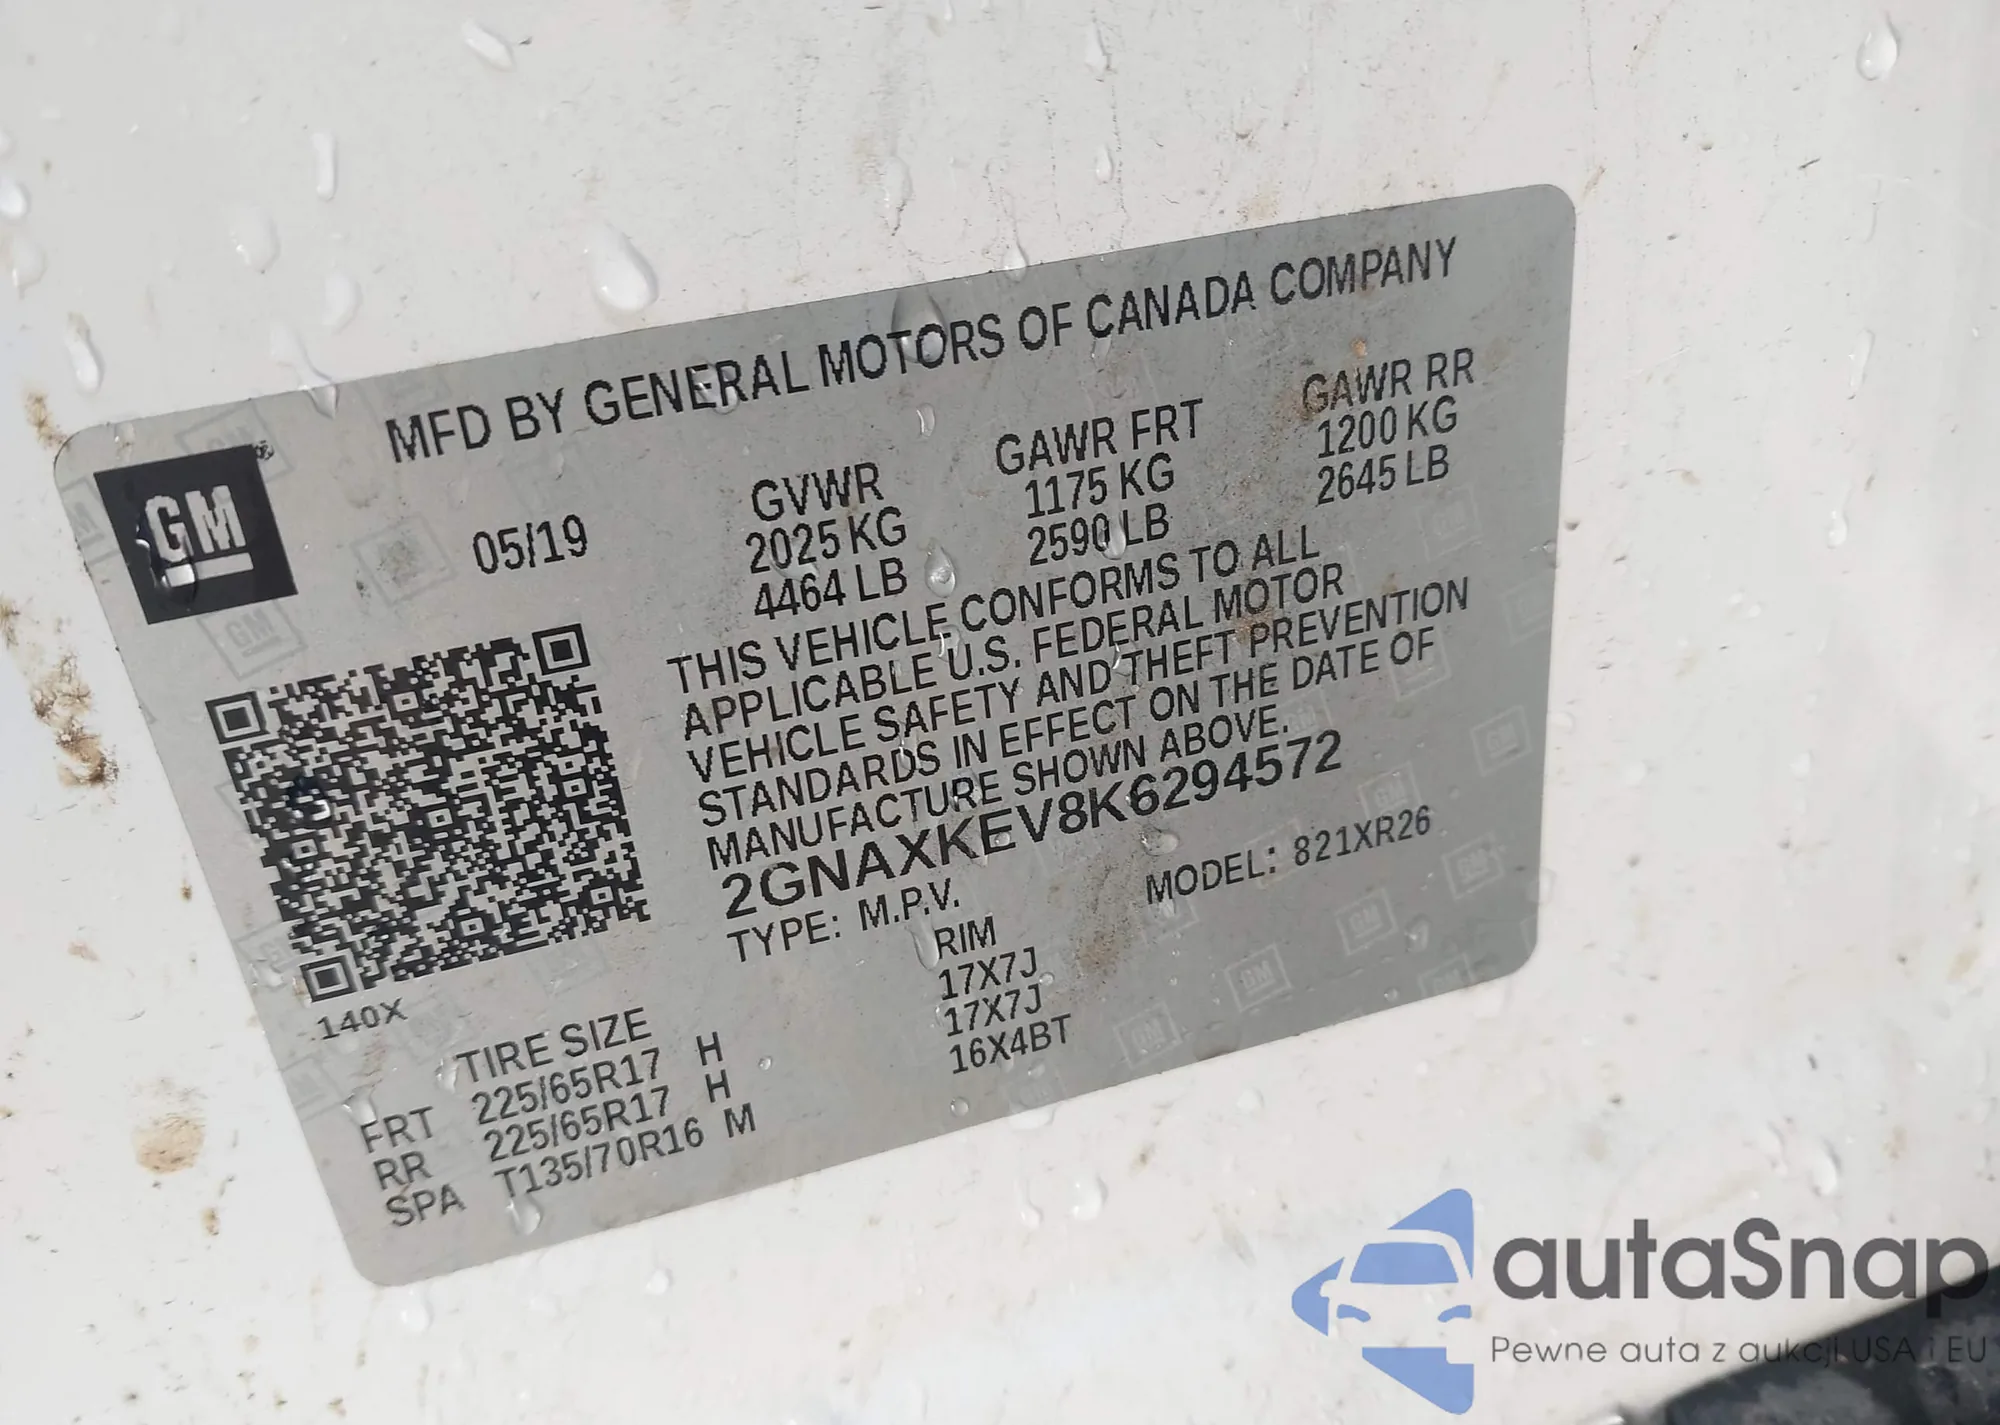 MFD BY GENERAL MOTORS OF CANADA COMPANY
GM®
05/19
GVWR GAWR FRT GAWR RR
2025 KG 1175 KG 1200 KG
4464 LB 2590 LB 2645 LB
THIS VEHICLE CONFORMS TO ALL
APPLICABLE U.S. FEDERAL MOTOR
VEHICLE SAFETY AND THEFT PREVENTION
STANDARDS IN EFFECT ON THE DATE OF
MANUFACTURE SHOWN ABOVE.
2GNAXKEV8K6294572
TYPE: M.P.V. MODEL: 821XR26
140X
TIRE SIZE RIM
FRT 225/65R17 H 17X7J
RR 225/65R17 H 17X7J
SPA T135/70R16 M 16X4BT
autaSnap
Pewne auta z aukcji USA i EU